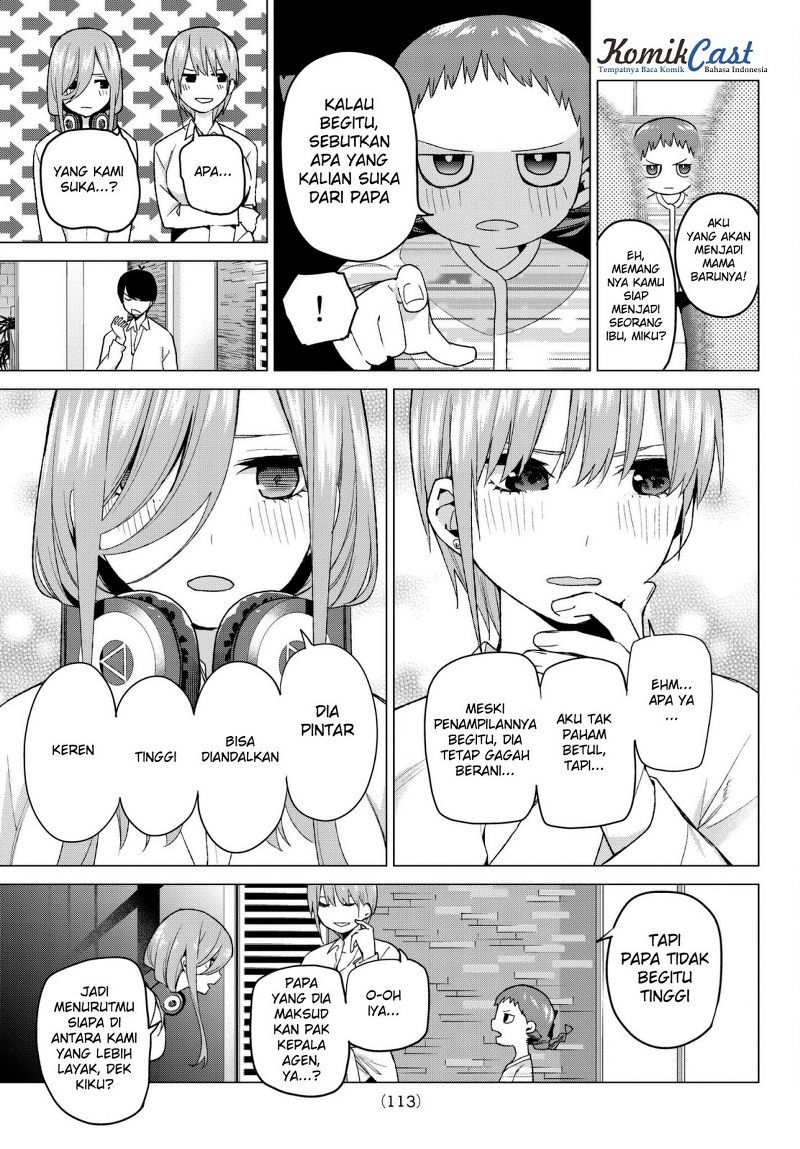 KomikCast
Tempatnya Baca Komik Bahasa Indonesia
AKU
YANG AKAN
MENJADI
MAMA
BARUNYA!
EH,
MEMANG
NYA KAMU
SIAP
MENJADI
SEORANG
IBU, MIKU?
KALAU
BEGITU,
SEBUTKAN
APA YANG
KALIAN SUKA
DARI PAPA
!
APA...
YANG KAMI
SUKA...?
EHM...
APA YA
...
AKU TAK
PAHAM
BETUL,
TAPI...
MESKI
PENAMPILANNYA
BEGITU, DIA
TETAP GAGAH
BERANI...
DIA
PINTAR
BISA
DIANDALKAN
TINGGI
KEREN
TAPI
PAPA TIDAK
BEGITU
TINGGI
O-OH
IYA...
PAPA
YANG DIA
MAKSUD
KAN PAK
KEPALA
AGEN,
YA...?
JADI
MENURUTMU
SIAPA DI
ANTARA KAMI
YANG LEBIH
LAYAK, DEK
KIKU?
(113)